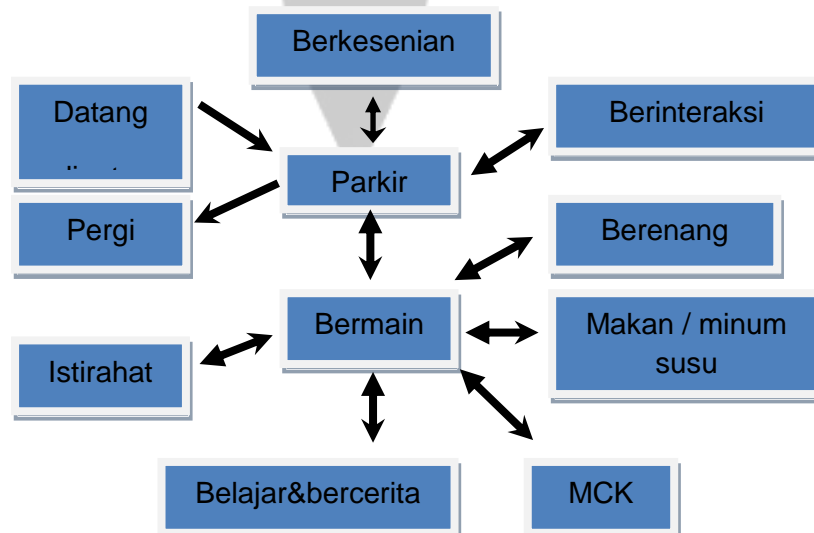 Berkesenian
Datang
Berinteraksi
Parkir
Pergi
Berenang
Bermain
Makan / minum
susu
Istirahat
Belajar&bercerita
MCK